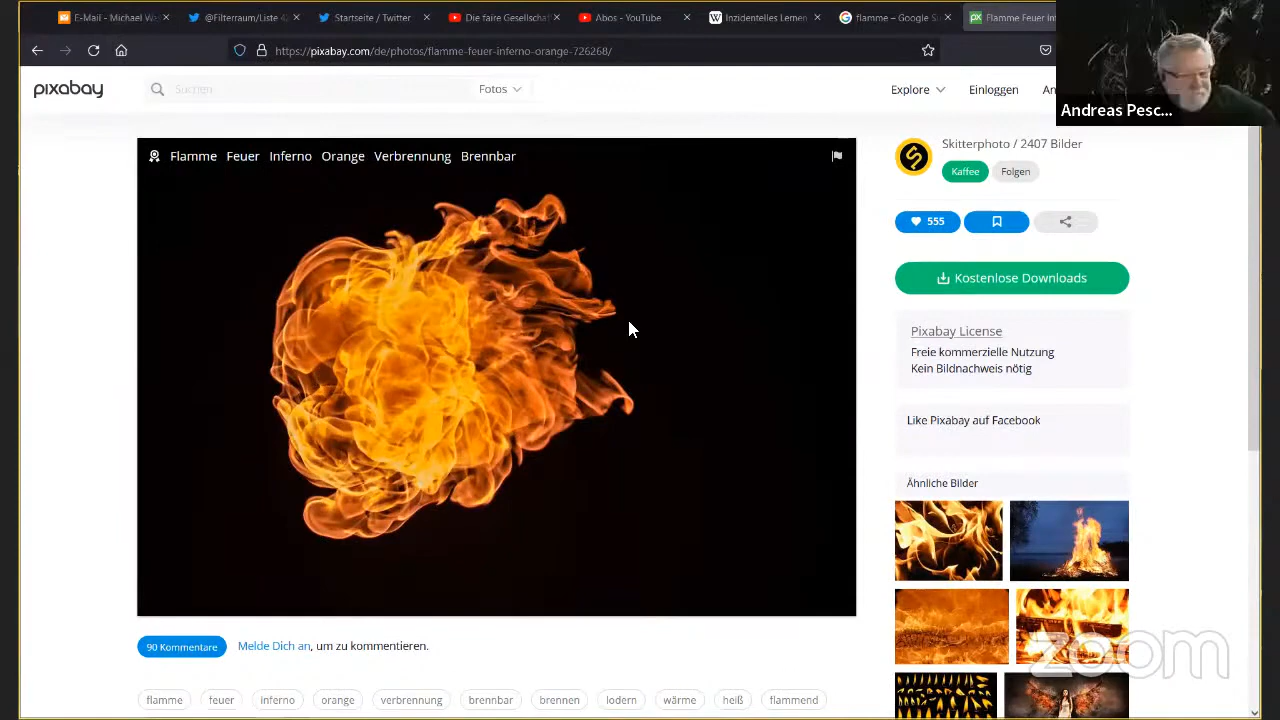 E-Mail - Michael W
@Filterraum/Liste
Startseite / Twitter
Die faire Gesellschaf
Abos - YouTube
Inzidentelles Lernen
flamme – Google S
Flamme Feuer In
https://pixabay.com/de/photos/flamme-feuer-inferno-orange-726268/
pixabay
Suchen
Fotos
Explore
Einloggen
An
Andreas Pesc...
Flamme Feuer Inferno Orange Verbrennung Brennbar
Skitterphoto / 2407 Bilder
Kaffee
Folgen
555
Kostenlose Downloads
Pixabay License
Freie kommerzielle Nutzung
Kein Bildnachweis nötig
Like Pixabay auf Facebook
Ähnliche Bilder
90 Kommentare
Melde Dich an, um zu kommentieren.
flamme feuer inferno orange verbrennung brennbar brennen lodern wärme heiß flammend
zoom